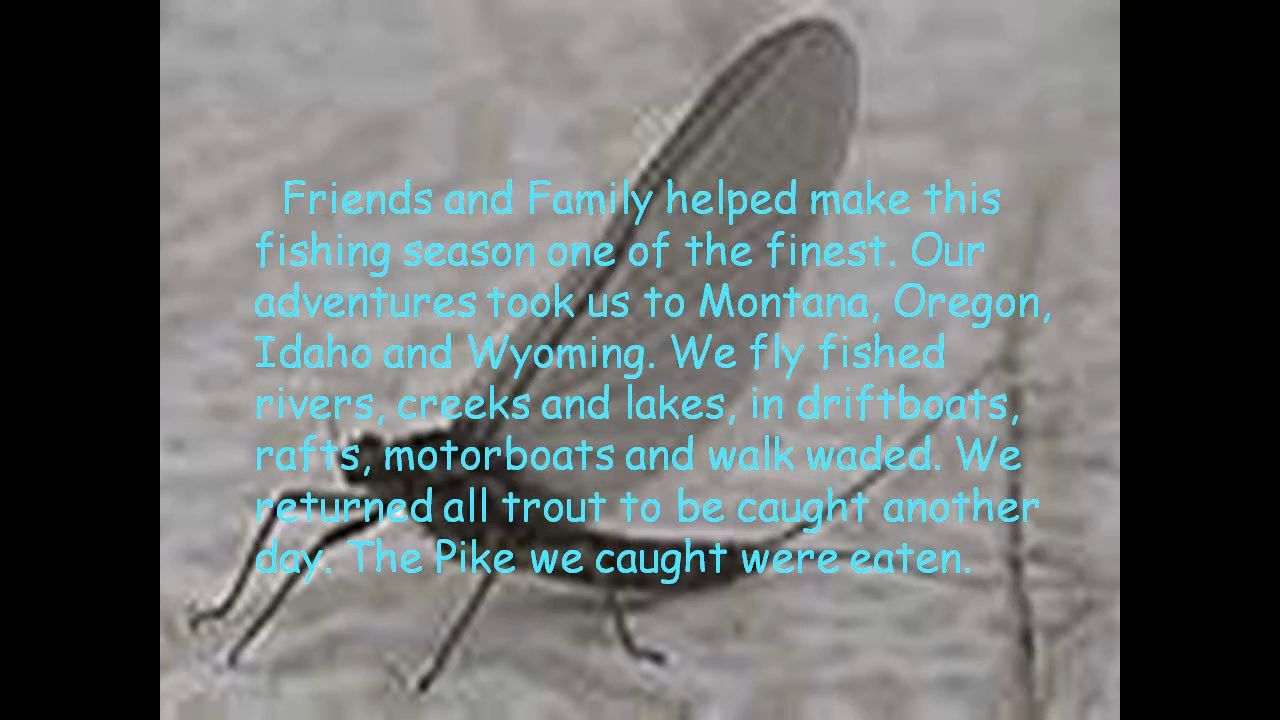 Friends and Family helped make this
fishing season one of the finest. Our
adventures took us to Montana, Oregon,
Idaho and Wyoming. We fly fished
rivers, creeks and lakes, in driftboats,
rafts, motorboats and walk waded. We
returned all trout to be caught another
day. The Pike we caught were eaten.